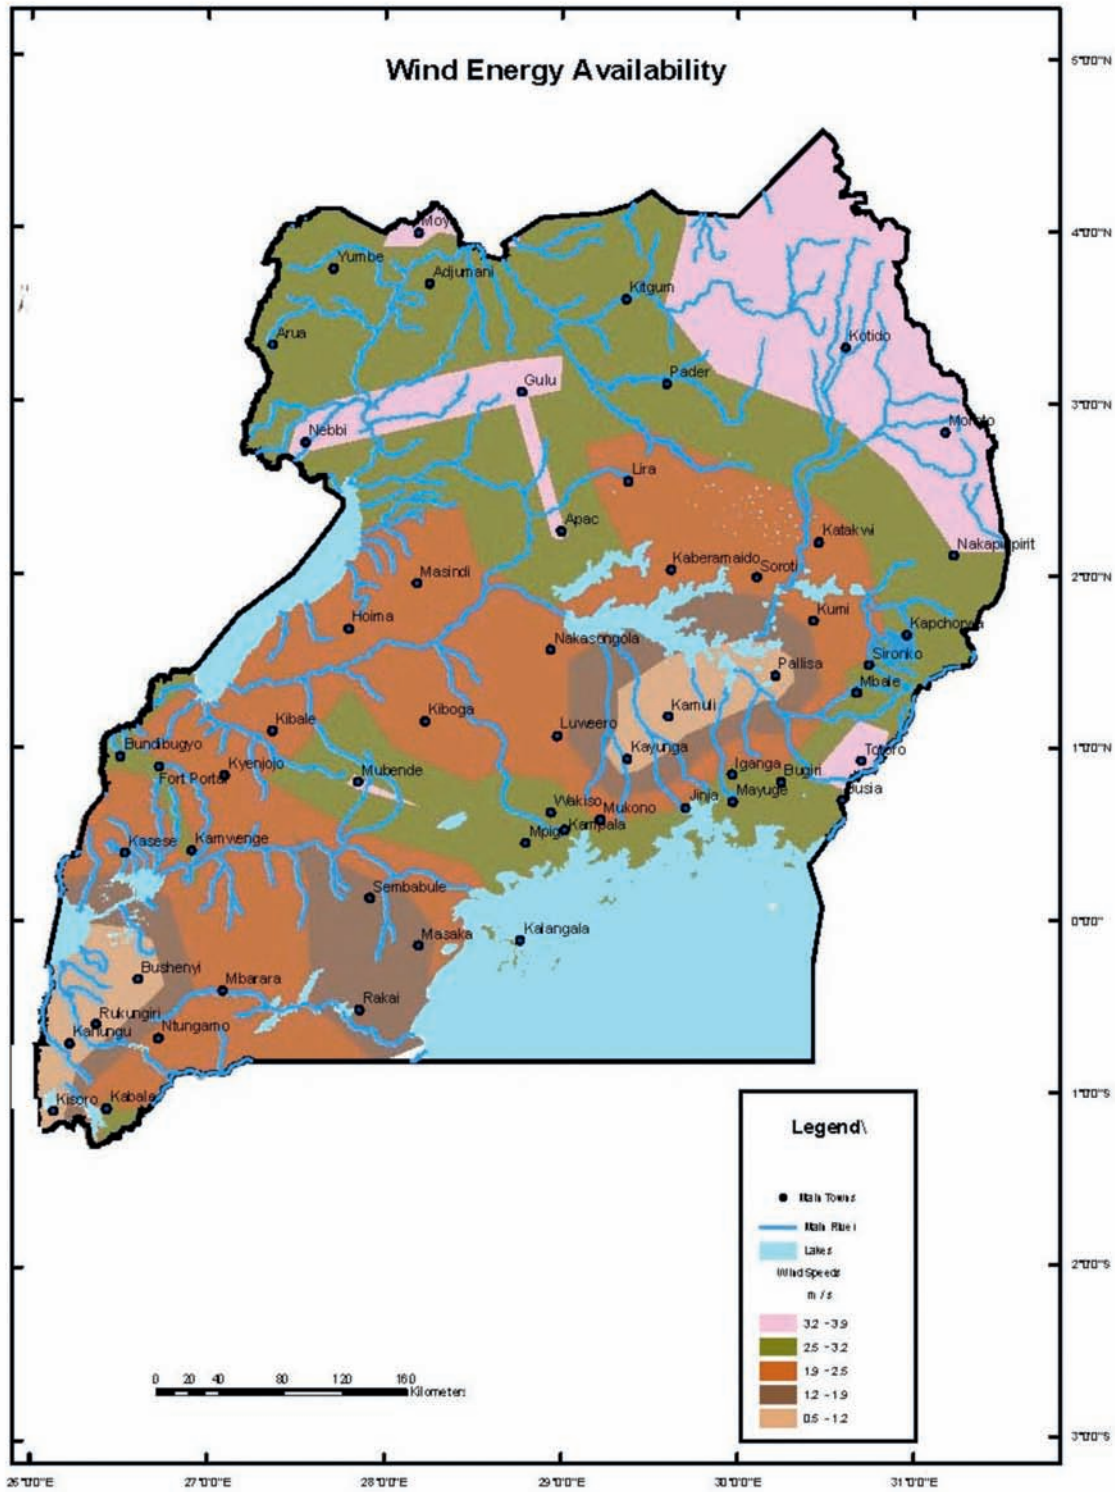 Wind Energy Availability
5°0'0"N
4°0'0"N
3°0'0"N
2°0'0"N
1°0'0"N
0°0'0"
1°0'0"S
2°0'0"S
3°0'0"S
Moyo
Yumbe
Adjumani
Kitgum
Arua
Kotido
Pader
Gulu
Nebbi
Moroto
Lira
Apac
Katakwi
Nakapiripirit
Kaberamaido
Soroti
Masindi
Hoima
Kumi
Kapchorwa
Nakasongola
Sironko
Pallisa
Mbale
Kiboga
Kamuli
Kibale
Luweero
Bundibugyo
Kayunga
Tororo
Fort Portal
Kyenjojo
Mubende
Iganga
Bugiri
Mayuge
Busia
Jinja
Wakiso
Mukono
Kampala
Mpigi
Kasese
Kamwenge
Sembabule
Masaka
Kalangala
Bushenyi
Mbarara
Rakai
Rukungiri
Ntungamo
Kanungu
Kisoro
Kabale
Legend\
Main Towns
Main River
Lakes
Wind Speeds
m / s
3.2 - 3.9
2.5 - 3.2
1.9 - 2.5
1.2 - 1.9
0.5 - 1.2
0 20 40 80 120 160
Kilometers
26°0'0"E 27°0'0"E 28°0'0"E 29°0'0"E 30°0'0"E 31°0'0"E